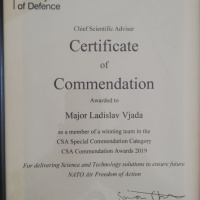 of Defence
Chief Scientific Adviser
Certificate
of
Commendation
Awarded to
Major Ladislav Vjada
as a member of a winning team in the
CSA Special Commendation Category
CSA Commendation Awards 2019
For delivering Science and Technology solutions to ensure future
NATO Air Freedom of Action